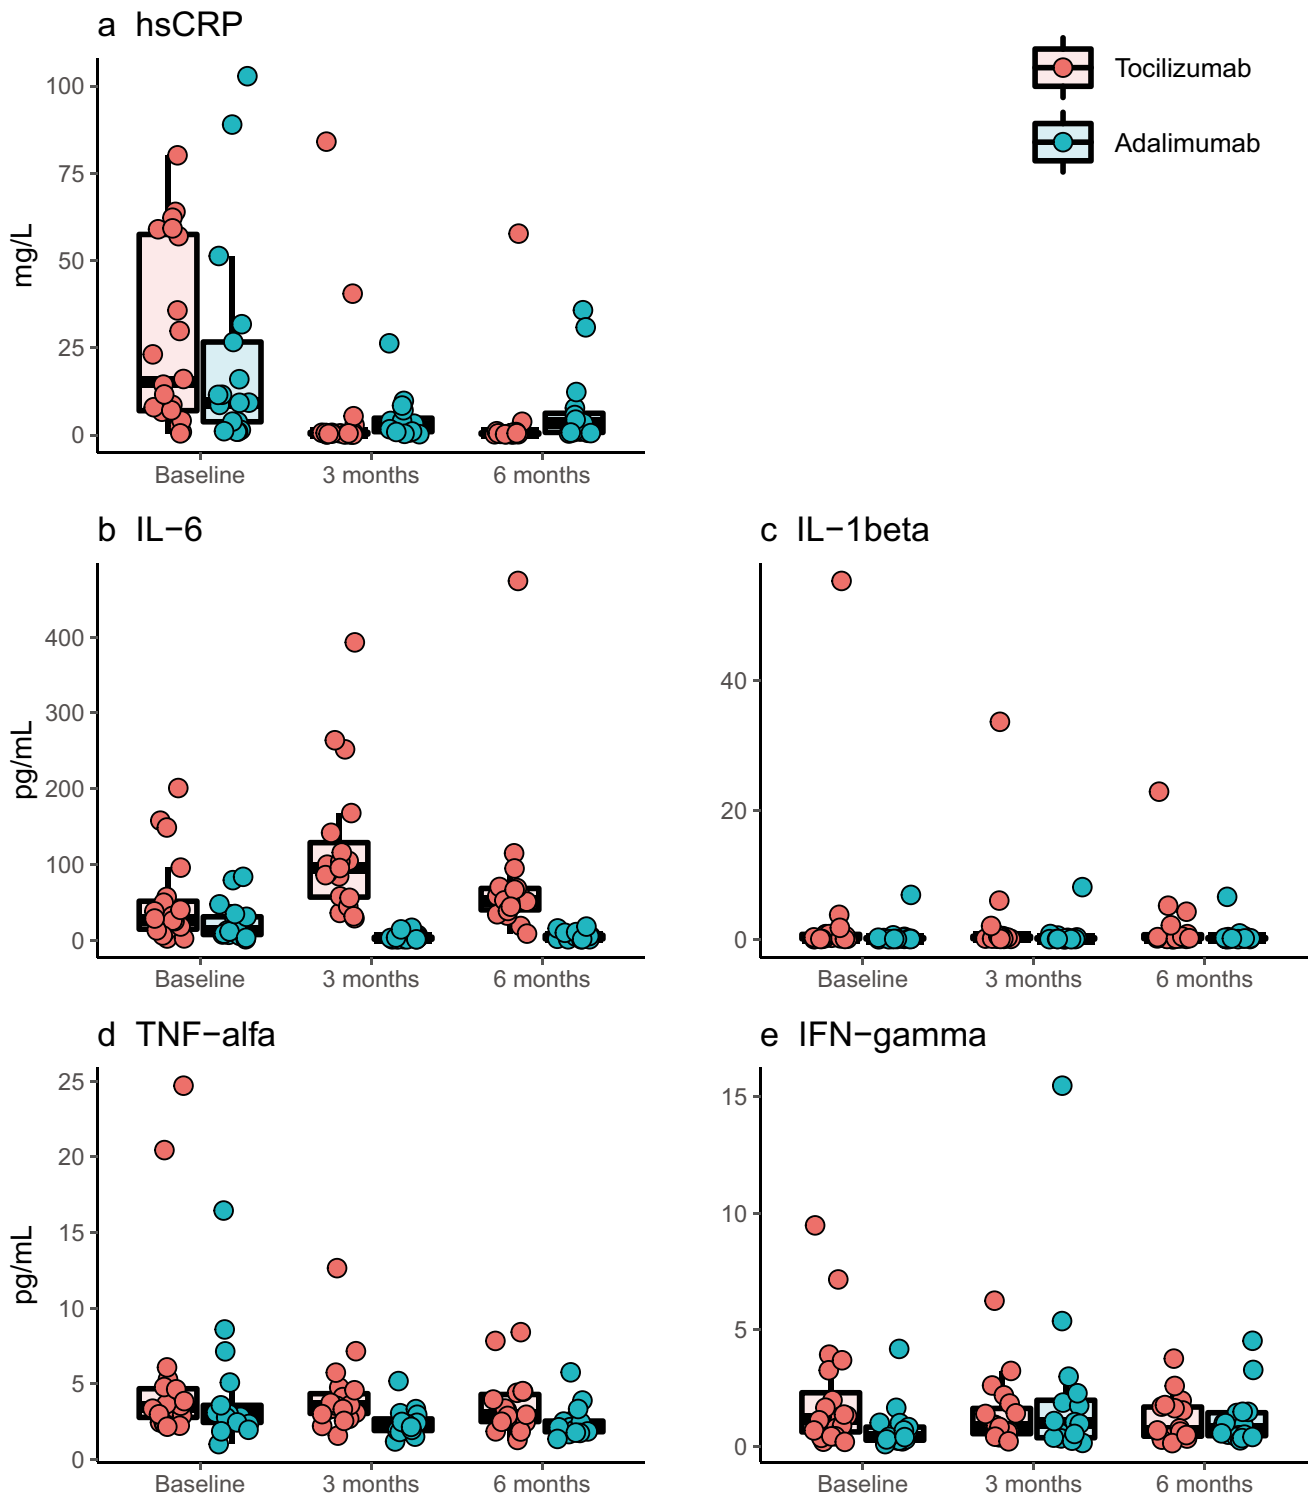 a hsCRP
Tocilizumab
Adalimumab
mg/L
100
75
50
25
0
Baseline
3 months
6 months
b IL−6
pg/mL
400
300
200
100
0
Baseline
3 months
6 months
c IL−1beta
40
20
0
Baseline
3 months
6 months
d TNF−alfa
pg/mL
25
20
15
10
5
0
Baseline
3 months
6 months
e IFN−gamma
15
10
5
0
Baseline
3 months
6 months